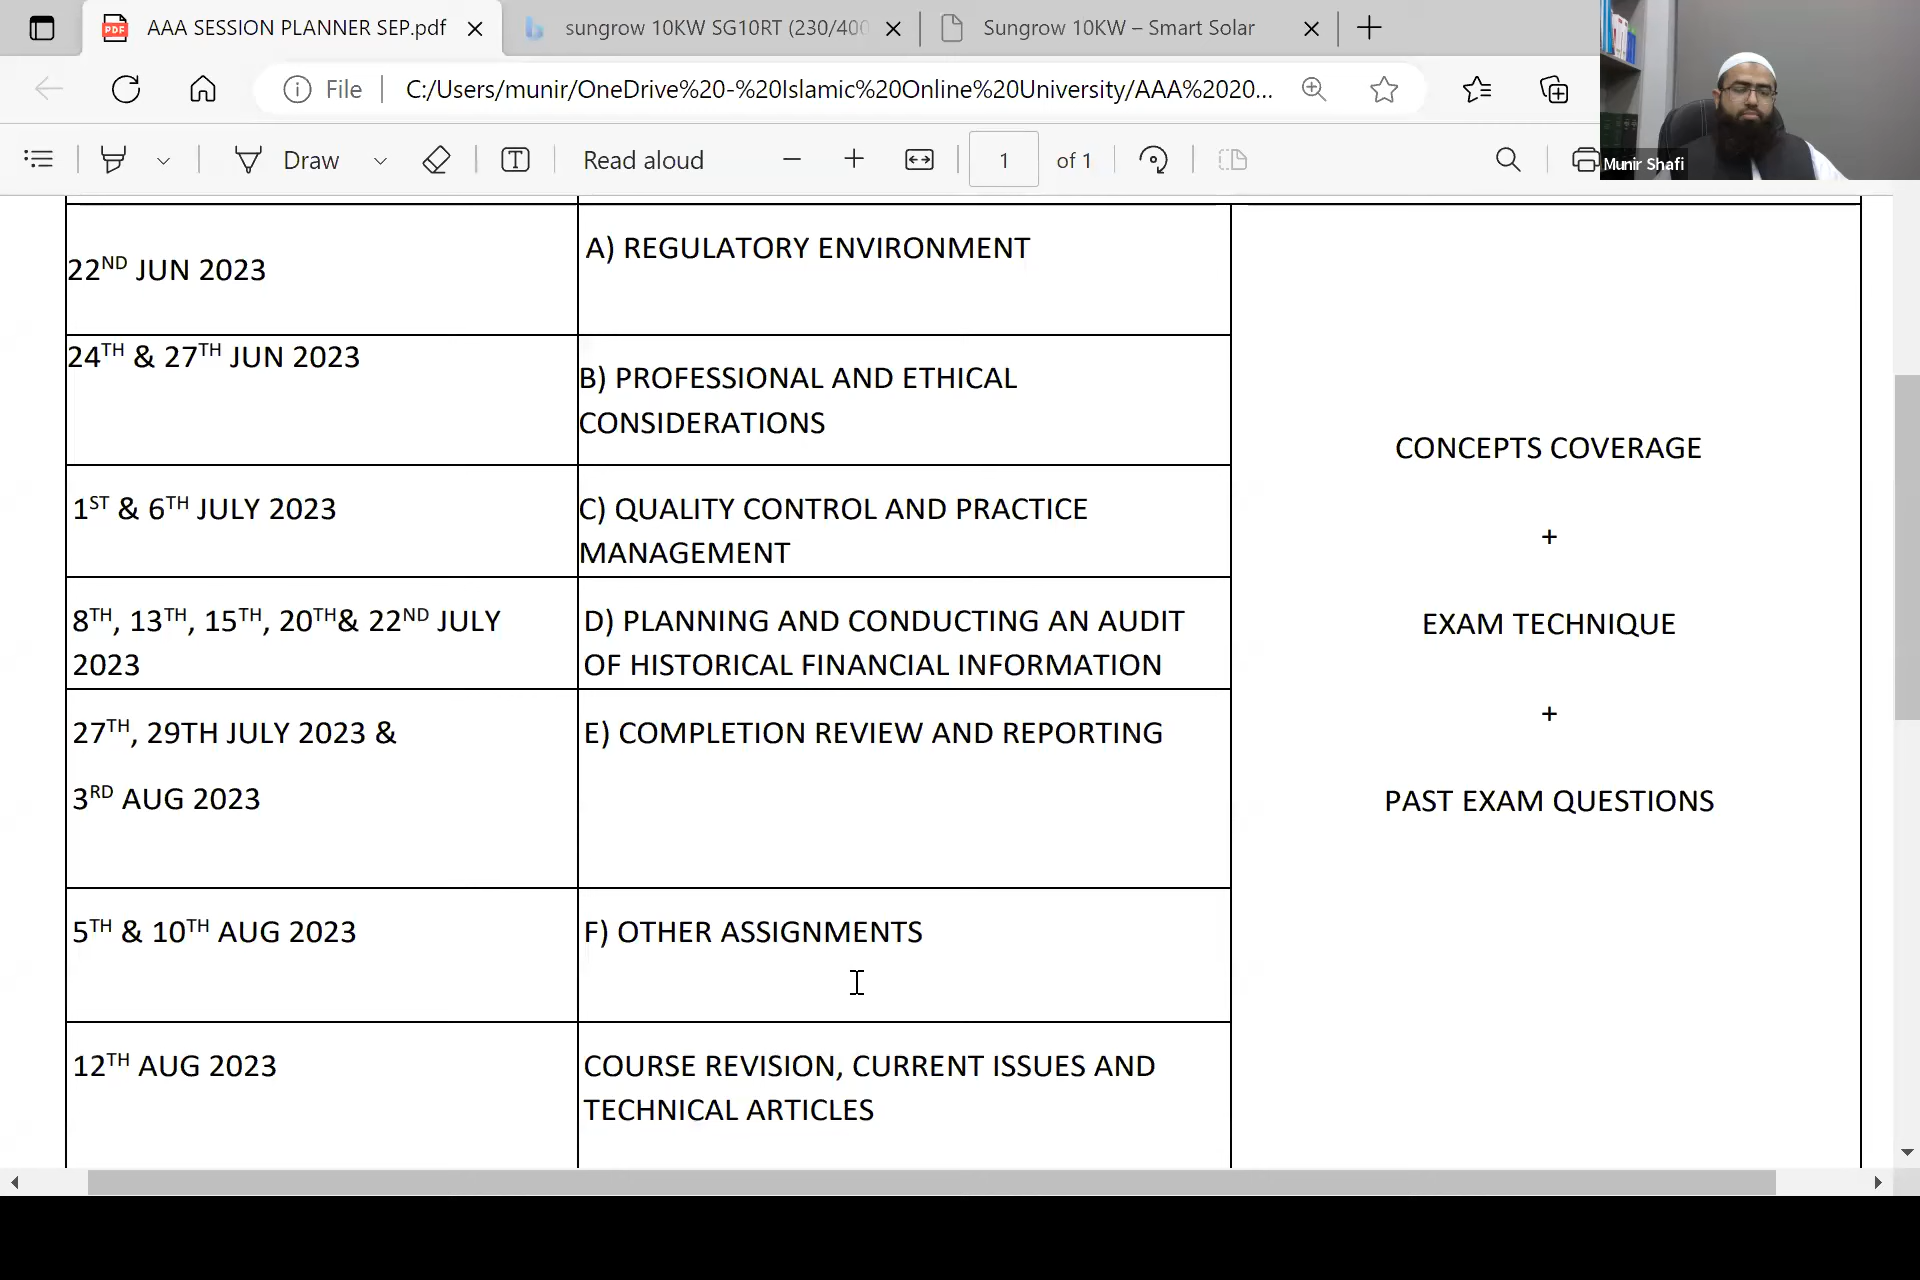 AAA SESSION PLANNER SEP.pdf
sungrow 10KW SG10RT (230/400
Sungrow 10KW – Smart Solar
File
C:/Users/munir/OneDrive%20-%20Islamic%20Online%20University/AAA%2020...
Draw
Read aloud
1
of 1
Munir Shafi
22ND JUN 2023
A) REGULATORY ENVIRONMENT
24TH & 27TH JUN 2023
B) PROFESSIONAL AND ETHICAL
CONSIDERATIONS
1ST & 6TH JULY 2023
C) QUALITY CONTROL AND PRACTICE
MANAGEMENT
8TH, 13TH, 15TH, 20TH& 22ND JULY
2023
D) PLANNING AND CONDUCTING AN AUDIT
OF HISTORICAL FINANCIAL INFORMATION
27TH, 29TH JULY 2023 &
3RD AUG 2023
E) COMPLETION REVIEW AND REPORTING
5TH & 10TH AUG 2023
F) OTHER ASSIGNMENTS
12TH AUG 2023
COURSE REVISION, CURRENT ISSUES AND
TECHNICAL ARTICLES
CONCEPTS COVERAGE
+
EXAM TECHNIQUE
+
PAST EXAM QUESTIONS